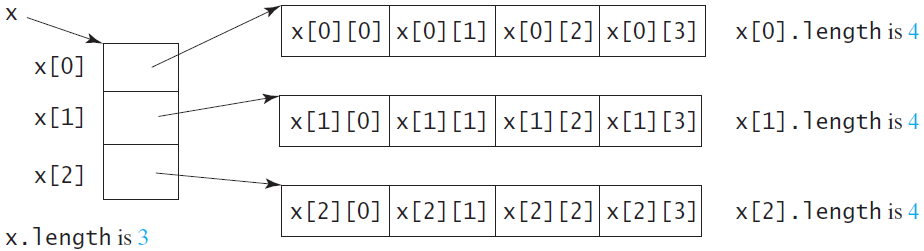 x
x[0] x[0][0] x[0][1] x[0][2] x[0][3] x[0].length is 4
x[1] x[1][0] x[1][1] x[1][2] x[1][3] x[1].length is 4
x[2] x[2][0] x[2][1] x[2][2] x[2][3] x[2].length is 4
x.length is 3